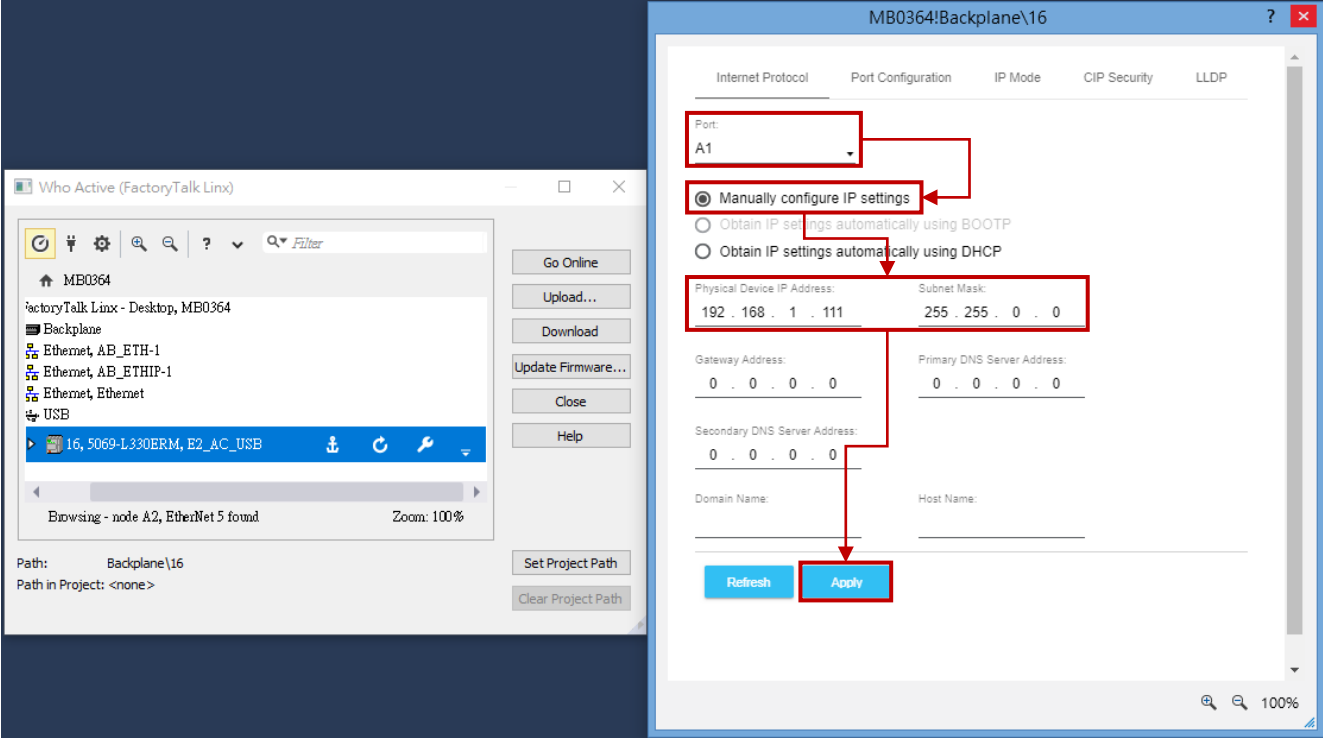 Who Active (FactoryTalk Linx)
? Filter
MB0364
FactoryTalk Linx - Desktop, MB0364
Backplane
Ethernet, AB_ETH-1
Ethernet, AB_ETHIP-1
Ethernet, Ethernet
USB
16, 5069-L330ERM, E2_AC_USB
Browsing - node A2, EtherNet 5 found
Zoom: 100%
Path: Backplane\16
Path in Project: <none>
Go Online
Upload...
Download
Update Firmware...
Close
Help
Set Project Path
Clear Project Path
MB0364!Backplane\16
?
Internet Protocol Port Configuration IP Mode CIP Security LLDP
Port:
A1
Manually configure IP settings
Obtain IP settings automatically using BOOTP
Obtain IP settings automatically using DHCP
Physical Device IP Address: Subnet Mask:
192 . 168 . 1 . 111 255 . 255 . 0 . 0
Gateway Address: Primary DNS Server Address:
0 . 0 . 0 . 0 0 . 0 . 0 . 0
Secondary DNS Server Address:
0 . 0 . 0 . 0
Domain Name: Host Name:
Refresh Apply
100%